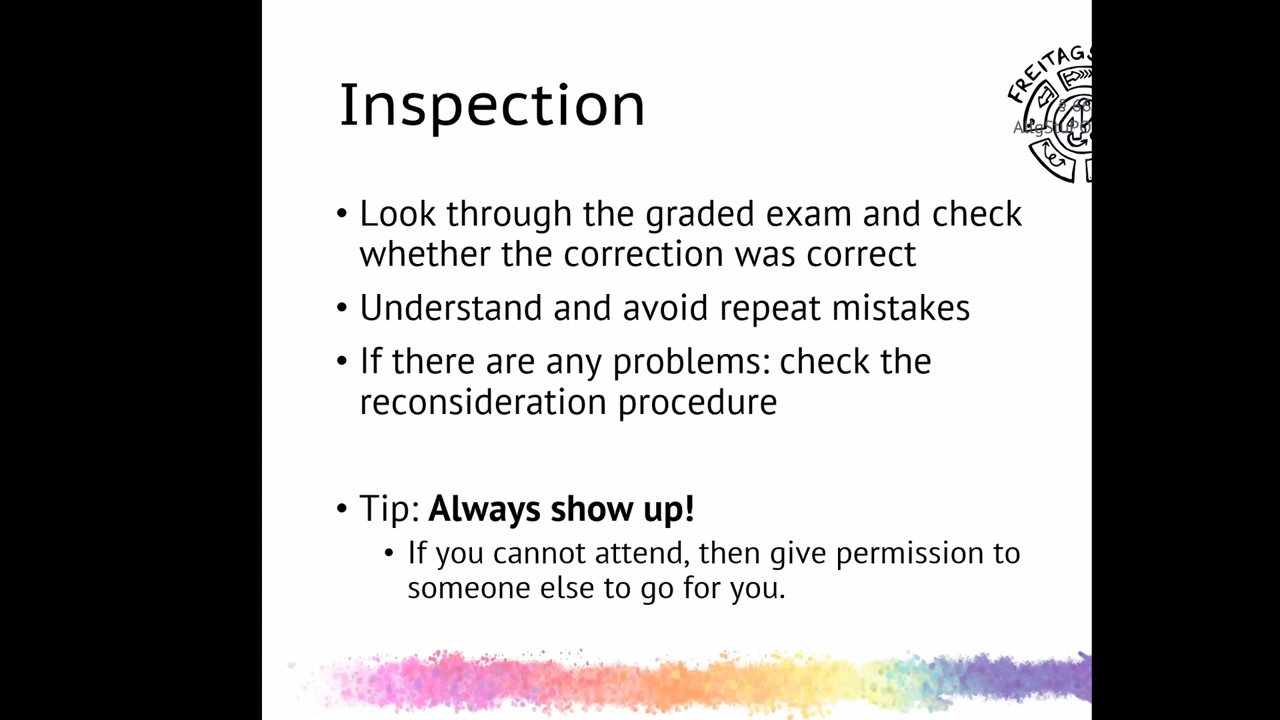 Inspection
FREITAGS
• Look through the graded exam and check
whether the correction was correct
• Understand and avoid repeat mistakes
• If there are any problems: check the
reconsideration procedure
• Tip: Always show up!
• If you cannot attend, then give permission to
someone else to go for you.